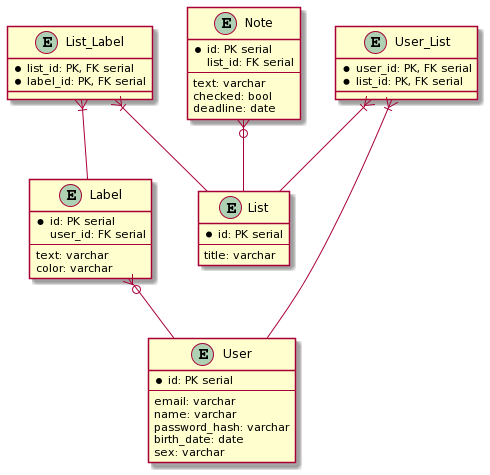 E List_Label
list_id: PK, FK serial
label_id: PK, FK serial
E Note
id: PK serial
list_id: FK serial
text: varchar
checked: bool
deadline: date
E User_List
user_id: PK, FK serial
list_id: PK, FK serial
E Label
id: PK serial
user_id: FK serial
text: varchar
color: varchar
E List
id: PK serial
title: varchar
E User
id: PK serial
email: varchar
name: varchar
password_hash: varchar
birth_date: date
sex: varchar